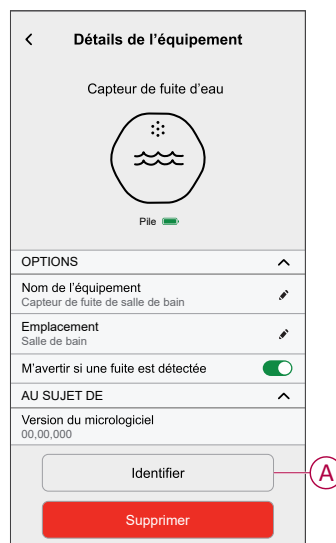 Détails de l’équipement
Capteur de fuite d’eau
Pile
OPTIONS
Nom de l’équipement
Capteur de fuite de salle de bain
Emplacement
Salle de bain
M’avertir si une fuite est détectée
AU SUJET DE
Version du micrologiciel
00,00,000
Identifier
A
Supprimer